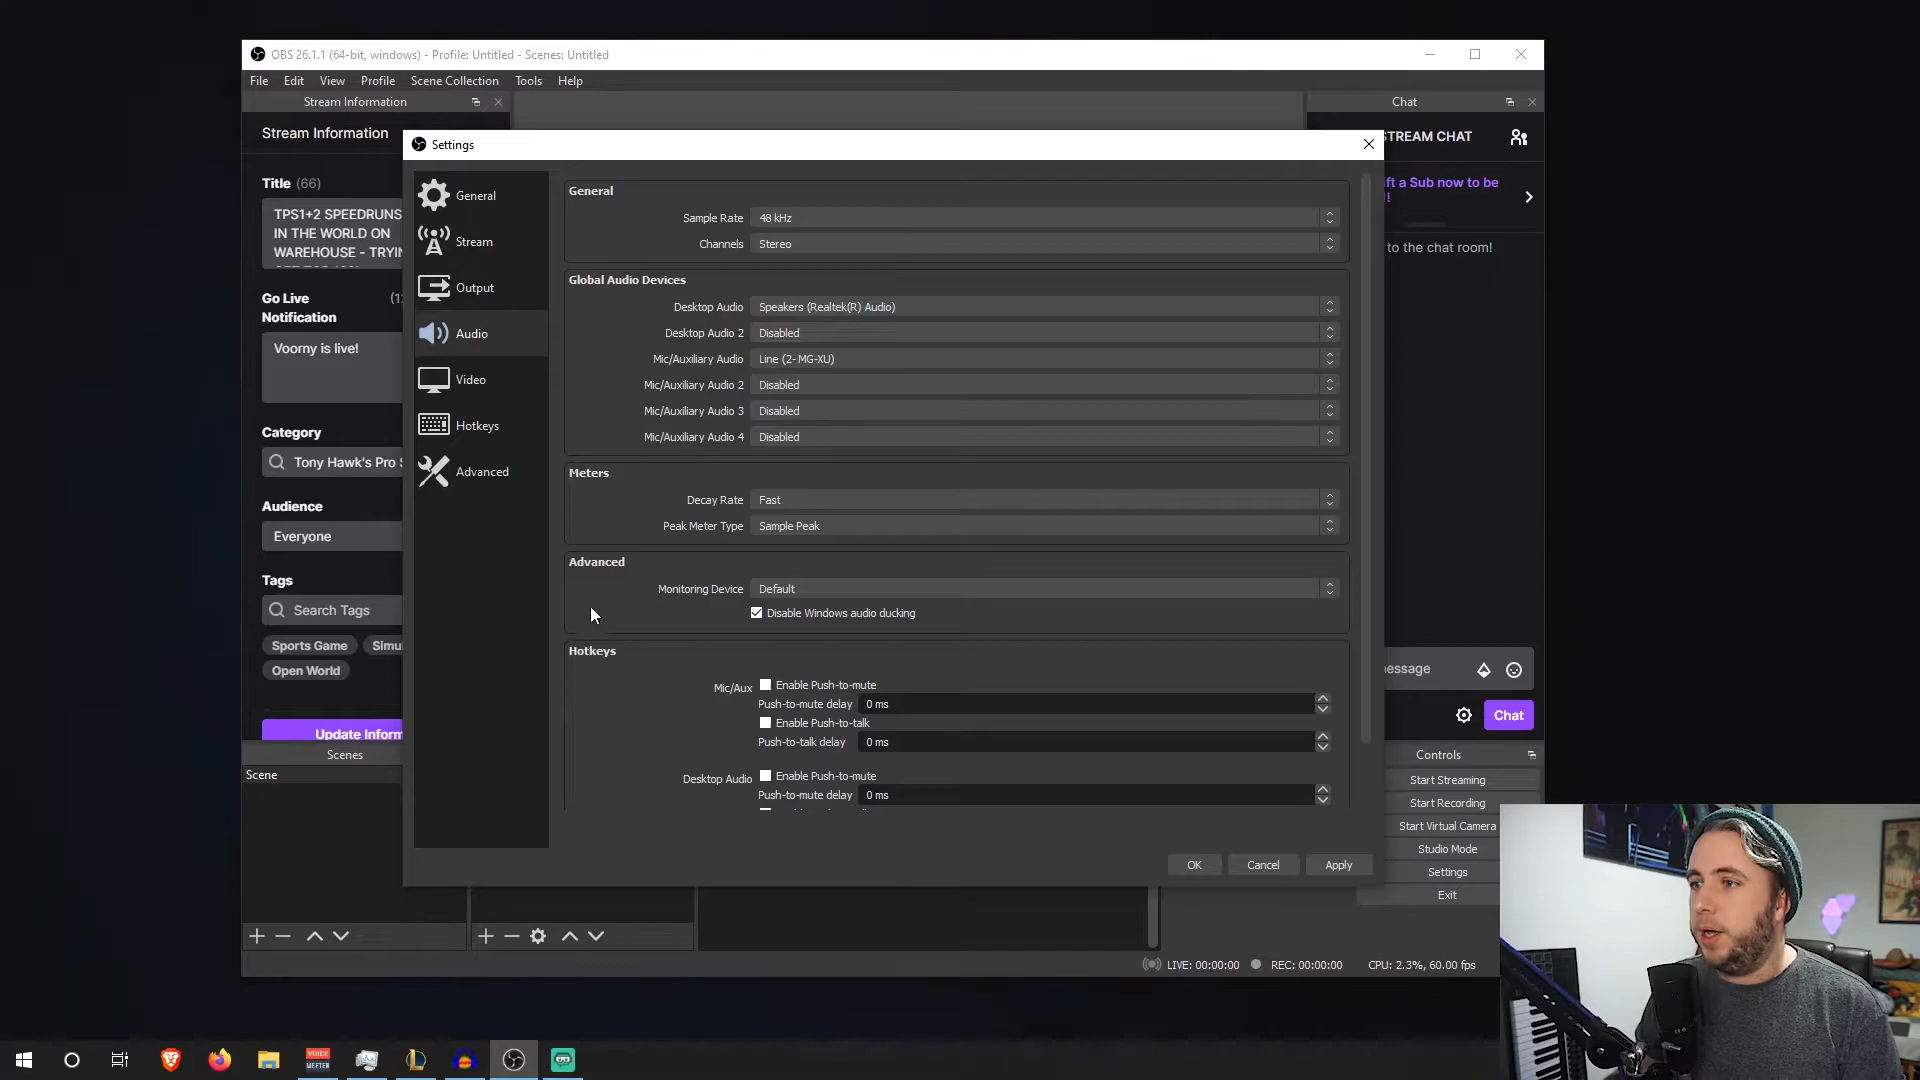 OBS 26.1.1 (64-bit, windows) - Profile: Untitled - Scenes: Untitled
File Edit View Profile Scene Collection Tools Help
Stream Information
Chat
Stream Information
STREAM CHAT
Title (66)
TPS1+2 SPEEDRUNS
IN THE WORLD ON
WAREHOUSE - TRYIN
Go Live
Notification
Voorny is live!
Category
Tony Hawk's Pro S
Audience
Everyone
Tags
Search Tags
Sports Game Simu
Open World
Update Inform
Scenes
Scene
Settings
General
Stream
Output
Audio
Video
Hotkeys
Advanced
General
Sample Rate 48 kHz
Channels Stereo
Global Audio Devices
Desktop Audio Speakers (Realtek(R) Audio)
Desktop Audio 2 Disabled
Mic/Auxiliary Audio Line (2- MG-XU)
Mic/Auxiliary Audio 2 Disabled
Mic/Auxiliary Audio 3 Disabled
Mic/Auxiliary Audio 4 Disabled
Meters
Decay Rate Fast
Peak Meter Type Sample Peak
Advanced
Monitoring Device Default
Disable Windows audio ducking
Hotkeys
Mic/Aux Enable Push-to-mute
Push-to-mute delay 0 ms
Enable Push-to-talk
Push-to-talk delay 0 ms
Desktop Audio Enable Push-to-mute
Push-to-mute delay 0 ms
OK Cancel Apply
ift a Sub now to be
!
to the chat room!
essage
Chat
Controls
Start Streaming
Start Recording
Start Virtual Camera
Studio Mode
Settings
Exit
LIVE: 00:00:00 REC: 00:00:00 CPU: 2.3%, 60.00 fps
VOICE
MEETER